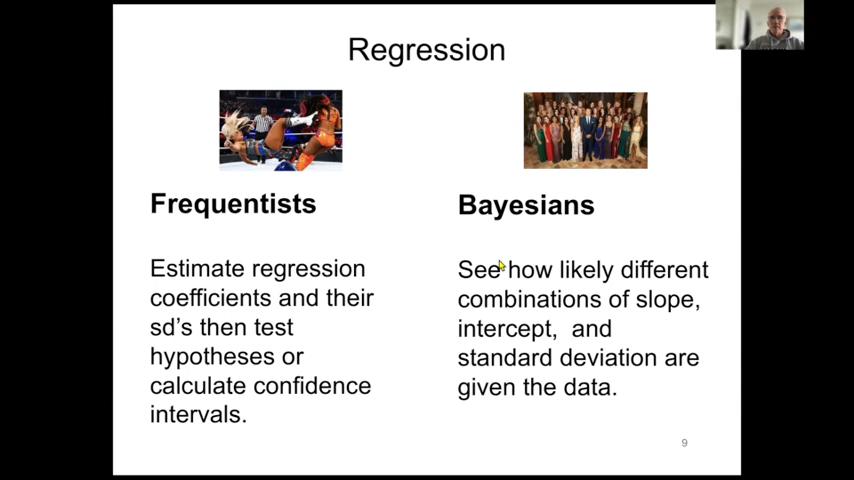 Regression
Frequentists
Estimate regression
coefficients and their
sd's then test
hypotheses or
calculate confidence
intervals.
Bayesians
See how likely different
combinations of slope,
intercept,  and
standard deviation are
given the data.
9